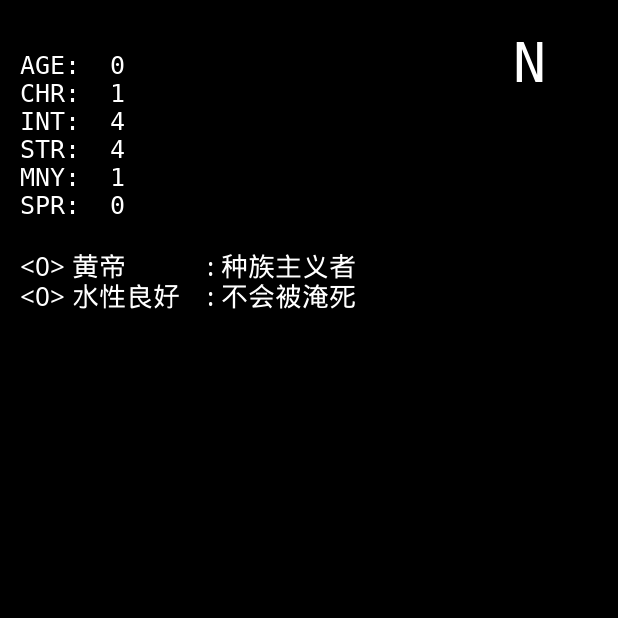 N
AGE: 0
CHR: 1
INT: 4
STR: 4
MNY: 1
SPR: 0
<O> 黄帝 : 种族主义者
<O> 水性良好 : 不会被淹死